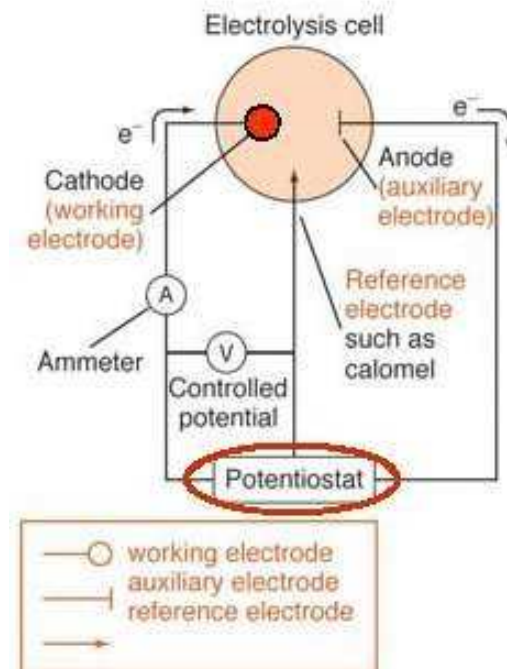 Electrolysis cell
e⁻
e⁻
Cathode
(working
electrode)
Anode
(auxiliary
electrode)
Reference
electrode
such as
calomel
A
Ammeter
V
Controlled
potential
Potentiostat
working electrode
auxiliary electrode
reference electrode